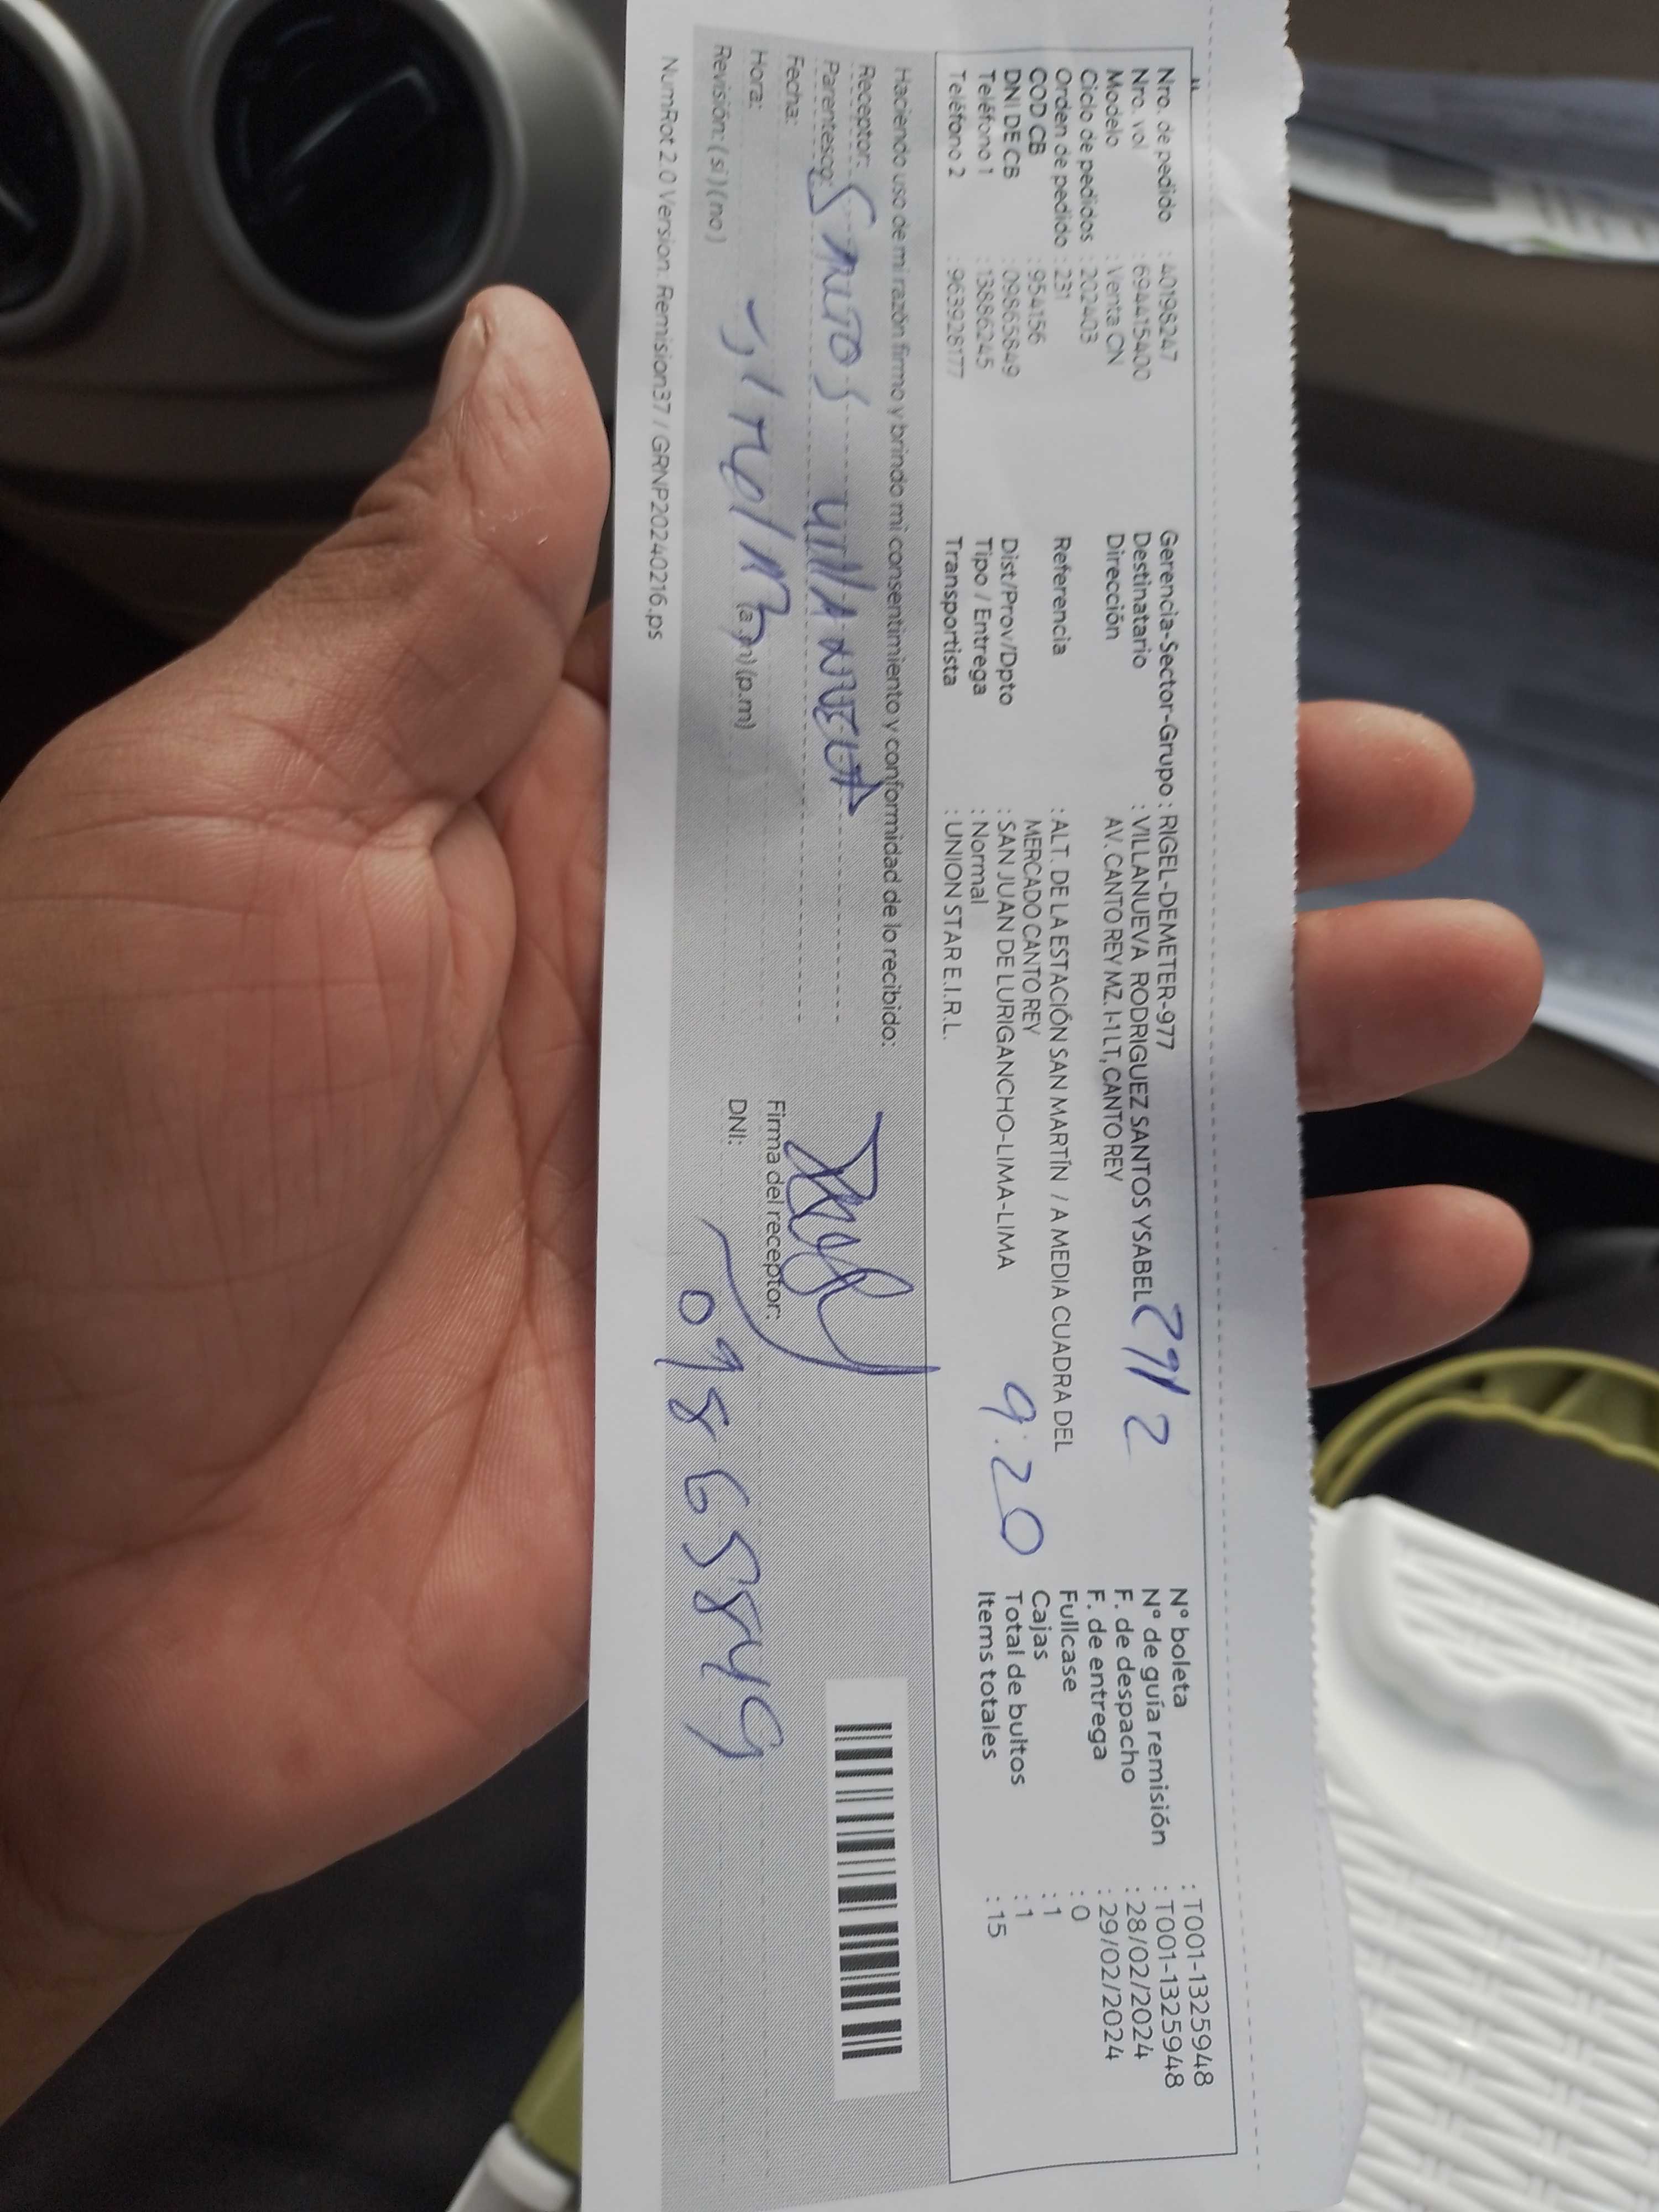 Nro. de pedido : 40198247
Nro. vol : 694415400
Modelo : Venta CN
Ciclo de pedidos : 202403
Orden de pedido : 231
COD CB : 954156
DNI DE CB : 09865849
Teléfono 1 : 13886245
Teléfono 2 : 963928177
Gerencia-Sector-Grupo : RIGEL-DEMETER-977
Destinatario : VILLANUEVA RODRIGUEZ SANTOS YSABEL
Dirección AV. CANTO REY MZ. I-1 LT, CANTO REY
Referencia : ALT. DE LA ESTACIÓN SAN MARTÍN / A MEDIA CUADRA DEL
MERCADO CANTO REY
Dist/Prov/Dpto : SAN JUAN DE LURIGANCHO-LIMA-LIMA
Tipo / Entrega : Normal
Transportista : UNION STAR E.I.R.L.
29/2
9:20
N° boleta : T001-1325948
N° de guía remisión : T001-1325948
F. de despacho : 28/02/2024
F. de entrega : 29/02/2024
Fullcase : 0
Cajas : 1
Total de bultos : 1
Items totales : 15
Haciendo uso de mi razón firmo y brindo mi consentimiento y conformidad de lo recibido:
Receptor:
Parentesco: VILLANUEVA
Fecha:
Hora: (a.m) (p.m)
Revisión: (si) (no)
Firma del receptor:
DNI: 09865849
NumRot 2.0 Version. Remision37 / GRNP20240216.ps